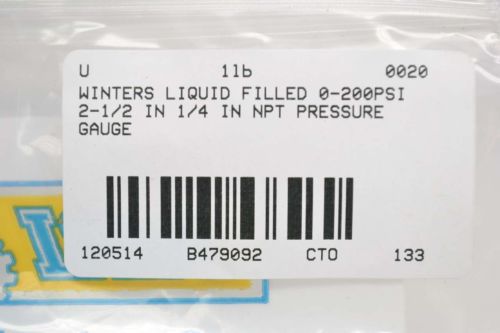 U 1lb 0020
WINTERS LIQUID FILLED 0-200PSI
2-1/2 IN 1/4 IN NPT PRESSURE
GAUGE
120514 B479092 CTO 133